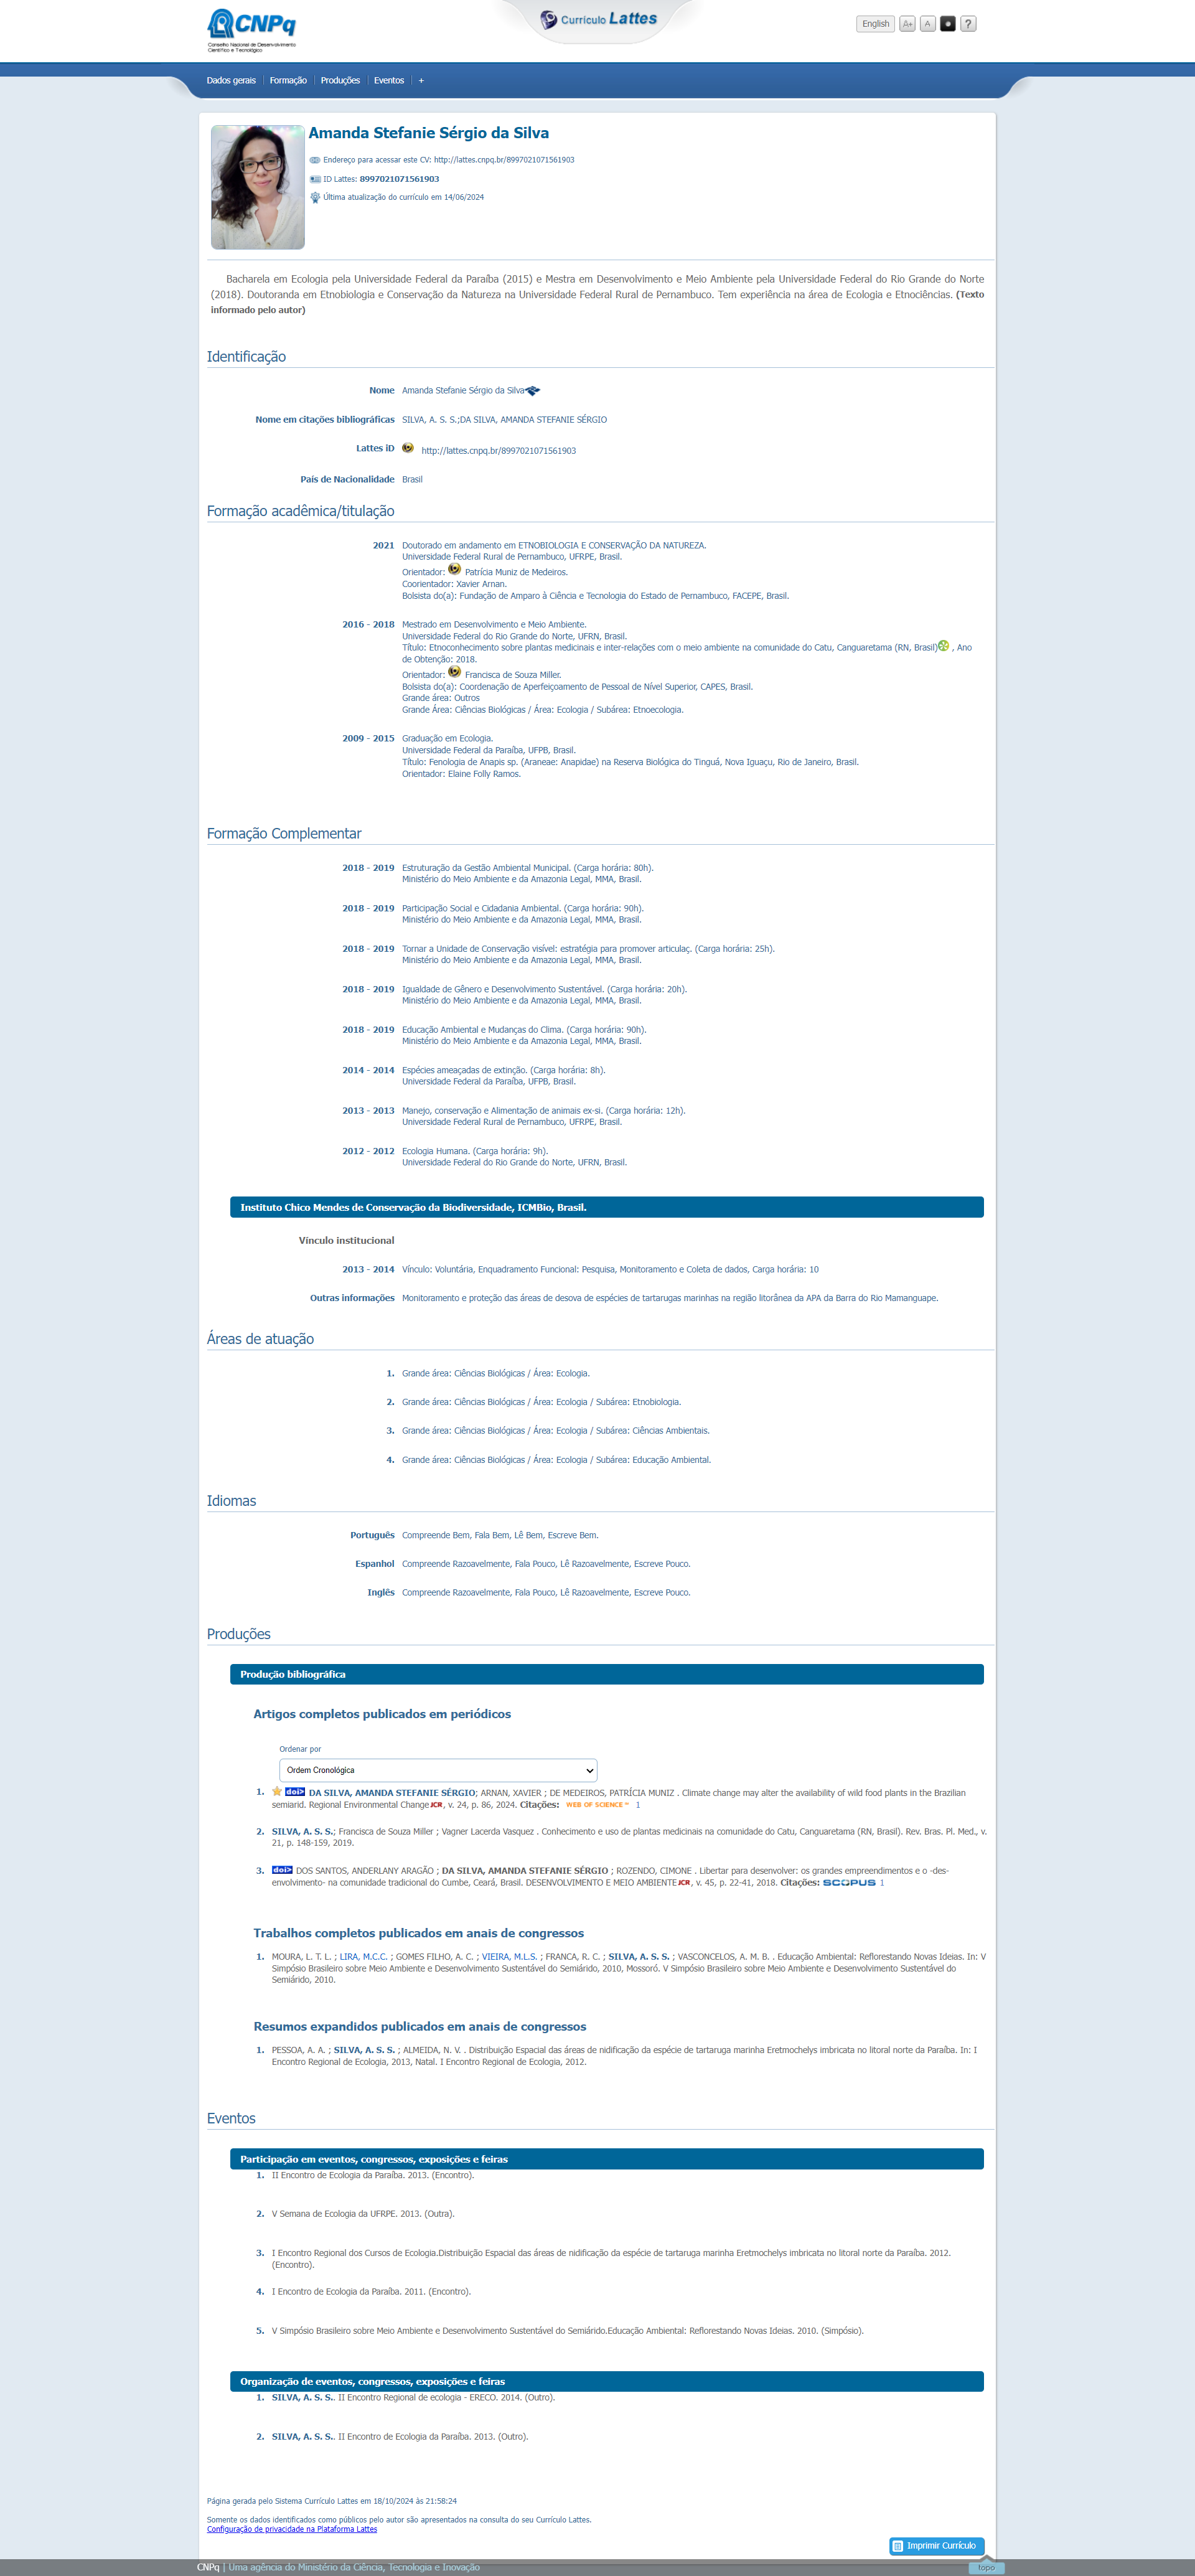 CNPq
Conselho Nacional de Desenvolvimento
Científico e Tecnológico
Currículo Lattes
English
A+
A
?
Dados gerais
Formação
Produções
Eventos
+
Amanda Stefanie Sérgio da Silva
Endereço para acessar este CV: http://lattes.cnpq.br/8997021071561903
ID Lattes: 8997021071561903
Última atualização do currículo em 14/06/2024
Bacharela em Ecologia pela Universidade Federal da Paraíba (2015) e Mestra em Desenvolvimento e Meio Ambiente pela Universidade Federal do Rio Grande do Norte
(2018). Doutoranda em Etnobiologia e Conservação da Natureza na Universidade Federal Rural de Pernambuco. Tem experiência na área de Ecologia e Etnociências. (Texto
informado pelo autor)
Identificação
Nome Amanda Stefanie Sérgio da Silva
Nome em citações bibliográficas SILVA, A. S. S.;DA SILVA, AMANDA STEFANIE SÉRGIO
Lattes iD http://lattes.cnpq.br/8997021071561903
País de Nacionalidade Brasil
Formação acadêmica/titulação
2021 Doutorado em andamento em ETNOBIOLOGIA E CONSERVAÇÃO DA NATUREZA.
Universidade Federal Rural de Pernambuco, UFRPE, Brasil.
Orientador: Patrícia Muniz de Medeiros.
Coorientador: Xavier Arnan.
Bolsista do(a): Fundação de Amparo à Ciência e Tecnologia do Estado de Pernambuco, FACEPE, Brasil.
2016 - 2018 Mestrado em Desenvolvimento e Meio Ambiente.
Universidade Federal do Rio Grande do Norte, UFRN, Brasil.
Título: Etnoconhecimento sobre plantas medicinais e inter-relações com o meio ambiente na comunidade do Catu, Canguaretama (RN, Brasil) , Ano
de Obtenção: 2018.
Orientador: Francisca de Souza Miller.
Bolsista do(a): Coordenação de Aperfeiçoamento de Pessoal de Nível Superior, CAPES, Brasil.
Grande área: Outros
Grande Área: Ciências Biológicas / Área: Ecologia / Subárea: Etnoecologia.
2009 - 2015 Graduação em Ecologia.
Universidade Federal da Paraíba, UFPB, Brasil.
Título: Fenologia de Anapis sp. (Araneae: Anapidae) na Reserva Biológica do Tinguá, Nova Iguaçu, Rio de Janeiro, Brasil.
Orientador: Elaine Folly Ramos.
Formação Complementar
2018 - 2019 Estruturação da Gestão Ambiental Municipal. (Carga horária: 80h).
Ministério do Meio Ambiente e da Amazonia Legal, MMA, Brasil.
2018 - 2019 Participação Social e Cidadania Ambiental. (Carga horária: 90h).
Ministério do Meio Ambiente e da Amazonia Legal, MMA, Brasil.
2018 - 2019 Tornar a Unidade de Conservação visível: estratégia para promover articulaç. (Carga horária: 25h).
Ministério do Meio Ambiente e da Amazonia Legal, MMA, Brasil.
2018 - 2019 Igualdade de Gênero e Desenvolvimento Sustentável. (Carga horária: 20h).
Ministério do Meio Ambiente e da Amazonia Legal, MMA, Brasil.
2018 - 2019 Educação Ambiental e Mudanças do Clima. (Carga horária: 90h).
Ministério do Meio Ambiente e da Amazonia Legal, MMA, Brasil.
2014 - 2014 Espécies ameaçadas de extinção. (Carga horária: 8h).
Universidade Federal da Paraíba, UFPB, Brasil.
2013 - 2013 Manejo, conservação e Alimentação de animais ex-si. (Carga horária: 12h).
Universidade Federal Rural de Pernambuco, UFRPE, Brasil.
2012 - 2012 Ecologia Humana. (Carga horária: 9h).
Universidade Federal do Rio Grande do Norte, UFRN, Brasil.
Instituto Chico Mendes de Conservação da Biodiversidade, ICMBio, Brasil.
Vínculo institucional
2013 - 2014 Vínculo: Voluntária, Enquadramento Funcional: Pesquisa, Monitoramento e Coleta de dados, Carga horária: 10
Outras informações Monitoramento e proteção das áreas de desova de espécies de tartarugas marinhas na região litorânea da APA da Barra do Rio Mamanguape.
Áreas de atuação
1. Grande área: Ciências Biológicas / Área: Ecologia.
2. Grande área: Ciências Biológicas / Área: Ecologia / Subárea: Etnobiologia.
3. Grande área: Ciências Biológicas / Área: Ecologia / Subárea: Ciências Ambientais.
4. Grande área: Ciências Biológicas / Área: Ecologia / Subárea: Educação Ambiental.
Idiomas
Português Compreende Bem, Fala Bem, Lê Bem, Escreve Bem.
Espanhol Compreende Razoavelmente, Fala Pouco, Lê Razoavelmente, Escreve Pouco.
Inglês Compreende Razoavelmente, Fala Pouco, Lê Razoavelmente, Escreve Pouco.
Produções
Produção bibliográfica
Artigos completos publicados em periódicos
Ordenar por
Ordem Cronológica
1. doi> DA SILVA, AMANDA STEFANIE SÉRGIO; ARNAN, XAVIER ; DE MEDEIROS, PATRÍCIA MUNIZ . Climate change may alter the availability of wild food plants in the Brazilian
semiarid. Regional Environmental Change JCR, v. 24, p. 86, 2024. Citações: WEB OF SCIENCE ™ 1
2. SILVA, A. S. S.; Francisca de Souza Miller ; Vagner Lacerda Vasquez . Conhecimento e uso de plantas medicinais na comunidade do Catu, Canguaretama (RN, Brasil). Rev. Bras. Pl. Med., v.
21, p. 148-159, 2019.
3. doi> DOS SANTOS, ANDERLANY ARAGÃO ; DA SILVA, AMANDA STEFANIE SÉRGIO ; ROZENDO, CIMONE . Libertar para desenvolver: os grandes empreendimentos e o -des-
envolvimento- na comunidade tradicional do Cumbe, Ceará, Brasil. DESENVOLVIMENTO E MEIO AMBIENTE JCR, v. 45, p. 22-41, 2018. Citações: SCOPUS 1
Trabalhos completos publicados em anais de congressos
1. MOURA, L. T. L. ; LIRA, M.C.C. ; GOMES FILHO, A. C. ; VIEIRA, M.L.S. ; FRANCA, R. C. ; SILVA, A. S. S. ; VASCONCELOS, A. M. B. . Educação Ambiental: Reflorestando Novas Ideias. In: V
Simpósio Brasileiro sobre Meio Ambiente e Desenvolvimento Sustentável do Semiárido, 2010, Mossoró. V Simpósio Brasileiro sobre Meio Ambiente e Desenvolvimento Sustentável do
Semiárido, 2010.
Resumos expandidos publicados em anais de congressos
1. PESSOA, A. A. ; SILVA, A. S. S. ; ALMEIDA, N. V. . Distribuição Espacial das áreas de nidificação da espécie de tartaruga marinha Eretmochelys imbricata no litoral norte da Paraíba. In: I
Encontro Regional de Ecologia, 2013, Natal. I Encontro Regional de Ecologia, 2012.
Eventos
Participação em eventos, congressos, exposições e feiras
1. II Encontro de Ecologia da Paraíba. 2013. (Encontro).
2. V Semana de Ecologia da UFRPE. 2013. (Outra).
3. I Encontro Regional dos Cursos de Ecologia.Distribuição Espacial das áreas de nidificação da espécie de tartaruga marinha Eretmochelys imbricata no litoral norte da Paraíba. 2012.
(Encontro).
4. I Encontro de Ecologia da Paraíba. 2011. (Encontro).
5. V Simpósio Brasileiro sobre Meio Ambiente e Desenvolvimento Sustentável do Semiárido.Educação Ambiental: Reflorestando Novas Ideias. 2010. (Simpósio).
Organização de eventos, congressos, exposições e feiras
1. SILVA, A. S. S.. II Encontro Regional de ecologia - ERECO. 2014. (Outro).
2. SILVA, A. S. S.. II Encontro de Ecologia da Paraíba. 2013. (Outro).
Página gerada pelo Sistema Currículo Lattes em 18/10/2024 às 21:58:24
Somente os dados identificados como públicos pelo autor são apresentados na consulta do seu Currículo Lattes.
Configuração de privacidade na Plataforma Lattes
Imprimir Currículo
CNPq | Uma agência do Ministério da Ciência, Tecnologia e Inovação
topo